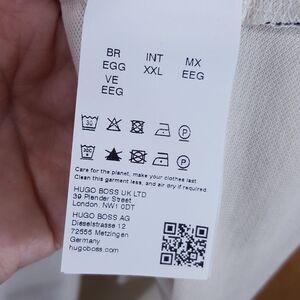 BR INT MX
EGG XXL EEG
VE
EEG
Care for the planet, make your clothes last
Clean this garment less, and air dry if required
HUGO BOSS UK LTD
39 Plender Street
London, NW1 0DT
HUGO BOSS AG
Dieselstrasse 12
72555 Metzingen
Germany
hugoboss.com